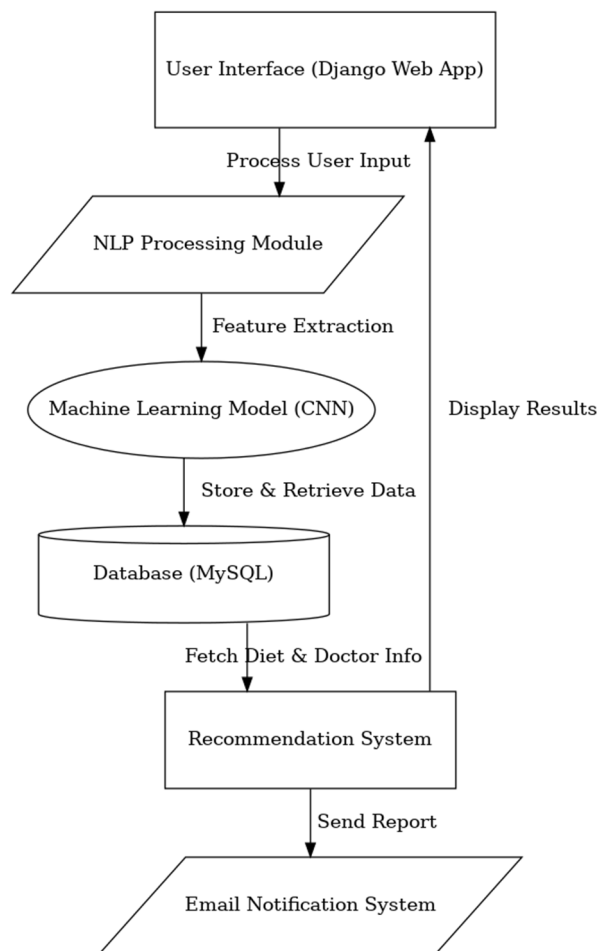 User Interface (Django Web App)
Process User Input
NLP Processing Module
Feature Extraction
Machine Learning Model (CNN)
Display Results
Store & Retrieve Data
Database (MySQL)
Fetch Diet & Doctor Info
Recommendation System
Send Report
Email Notification System